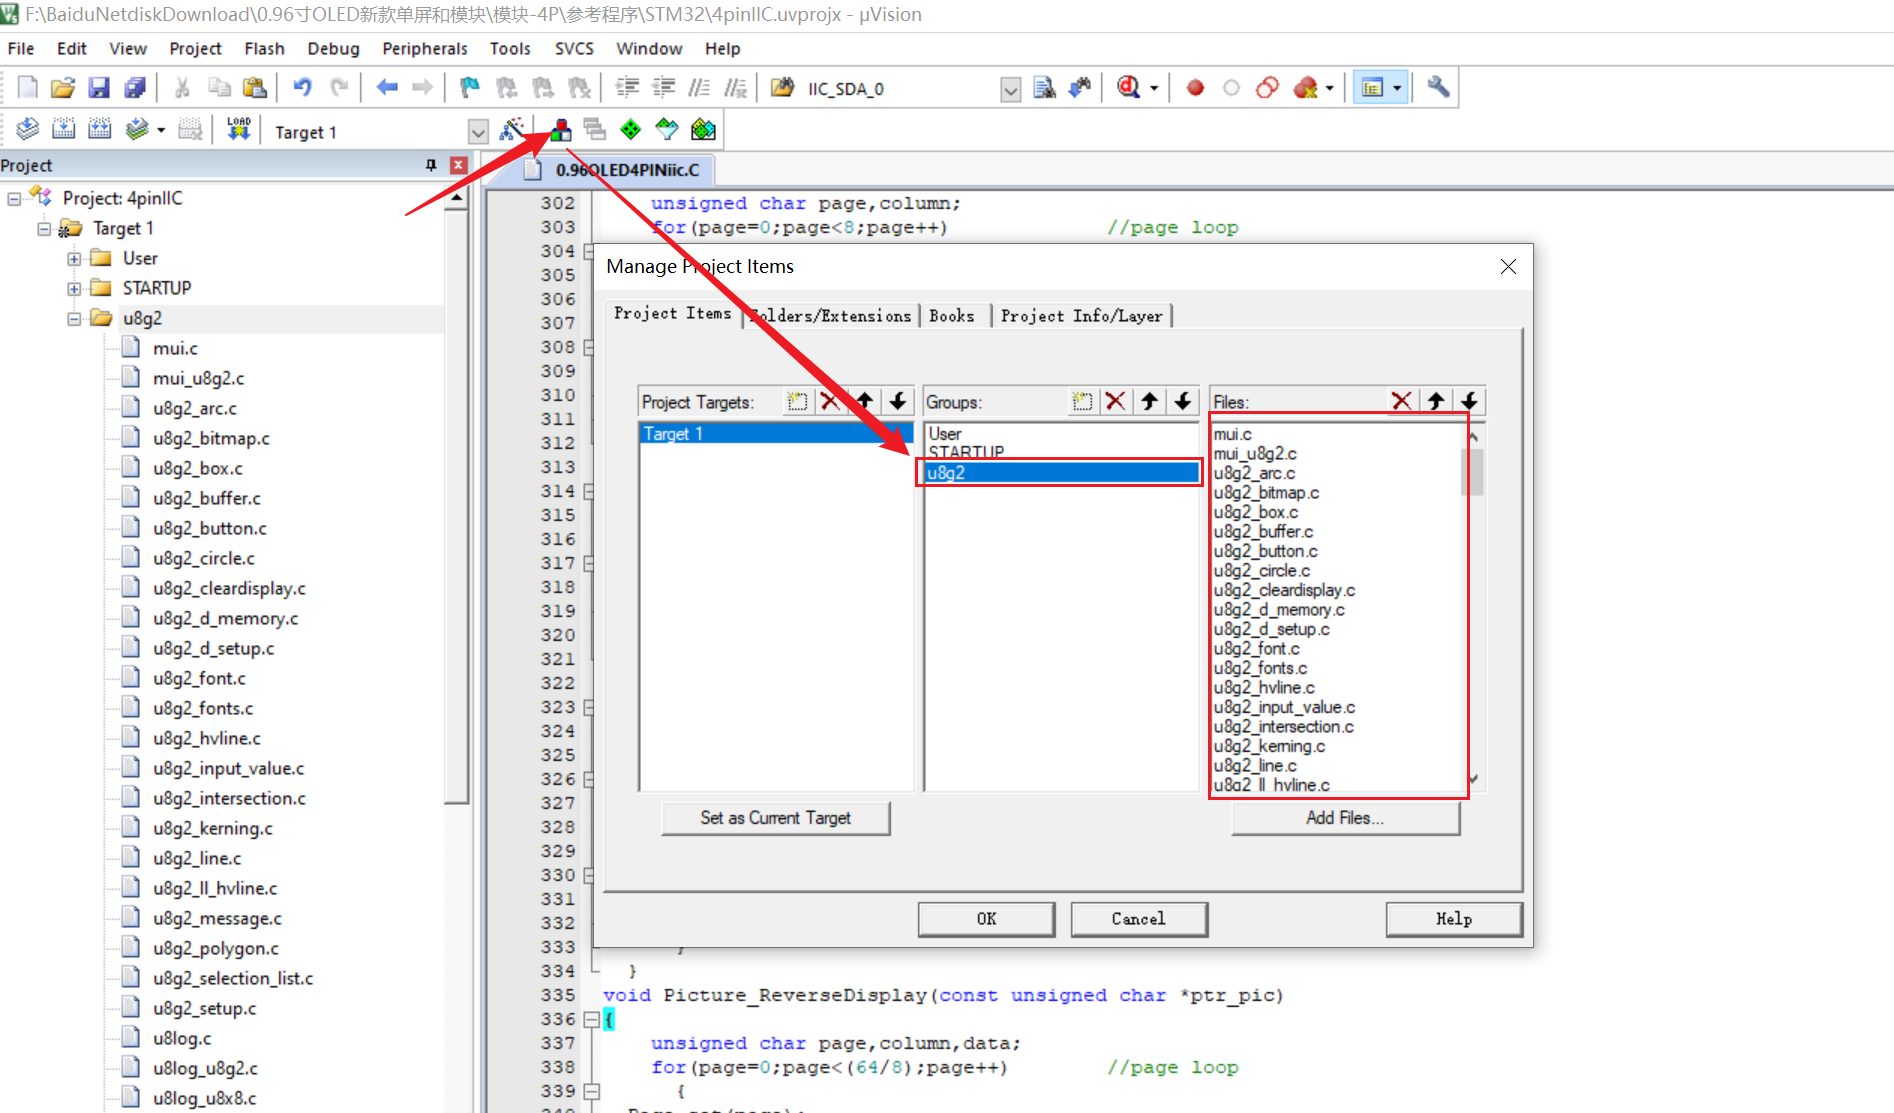 F:\BaiduNetdiskDownload\0.96寸OLED新款单屏和模块\模块-4P\参考程序\STM32\4pinIIC.uvprojx - µVision
File Edit View Project Flash Debug Peripherals Tools SVCS Window Help
IIC_SDA_0
LOAD
Target 1
Project
0.96OLED4PINiic.C
Project: 4pinIIC
Target 1
User
STARTUP
u8g2
mui.c
mui_u8g2.c
u8g2_arc.c
u8g2_bitmap.c
u8g2_box.c
u8g2_buffer.c
u8g2_button.c
u8g2_circle.c
u8g2_cleardisplay.c
u8g2_d_memory.c
u8g2_d_setup.c
u8g2_font.c
u8g2_fonts.c
u8g2_hvline.c
u8g2_input_value.c
u8g2_intersection.c
u8g2_kerning.c
u8g2_line.c
u8g2_ll_hvline.c
u8g2_message.c
u8g2_polygon.c
u8g2_selection_list.c
u8g2_setup.c
u8log.c
u8log_u8g2.c
u8log_u8x8.c
302 unsigned char page,column;
303 for(page=0;page<8;page++) //page loop
304
305
306
307
308
309
310
311
312
313
314
315
316
317
318
319
320
321
322
323
324
325
326
327
328
329
330
331
332
333 }
334 }
335 void Picture_ReverseDisplay(const unsigned char *ptr_pic)
336 {
337 unsigned char page,column,data;
338 for(page=0;page<(64/8);page++) //page loop
339 {
Manage Project Items
Project Items Folders/Extensions Books Project Info/Layer
Project Targets:
Target 1
Set as Current Target
Groups:
User
STARTUP
u8g2
Files:
mui.c
mui_u8g2.c
u8g2_arc.c
u8g2_bitmap.c
u8g2_box.c
u8g2_buffer.c
u8g2_button.c
u8g2_circle.c
u8g2_cleardisplay.c
u8g2_d_memory.c
u8g2_d_setup.c
u8g2_font.c
u8g2_fonts.c
u8g2_hvline.c
u8g2_input_value.c
u8g2_intersection.c
u8g2_kerning.c
u8g2_line.c
u8g2_ll_hvline.c
Add Files...
OK Cancel Help